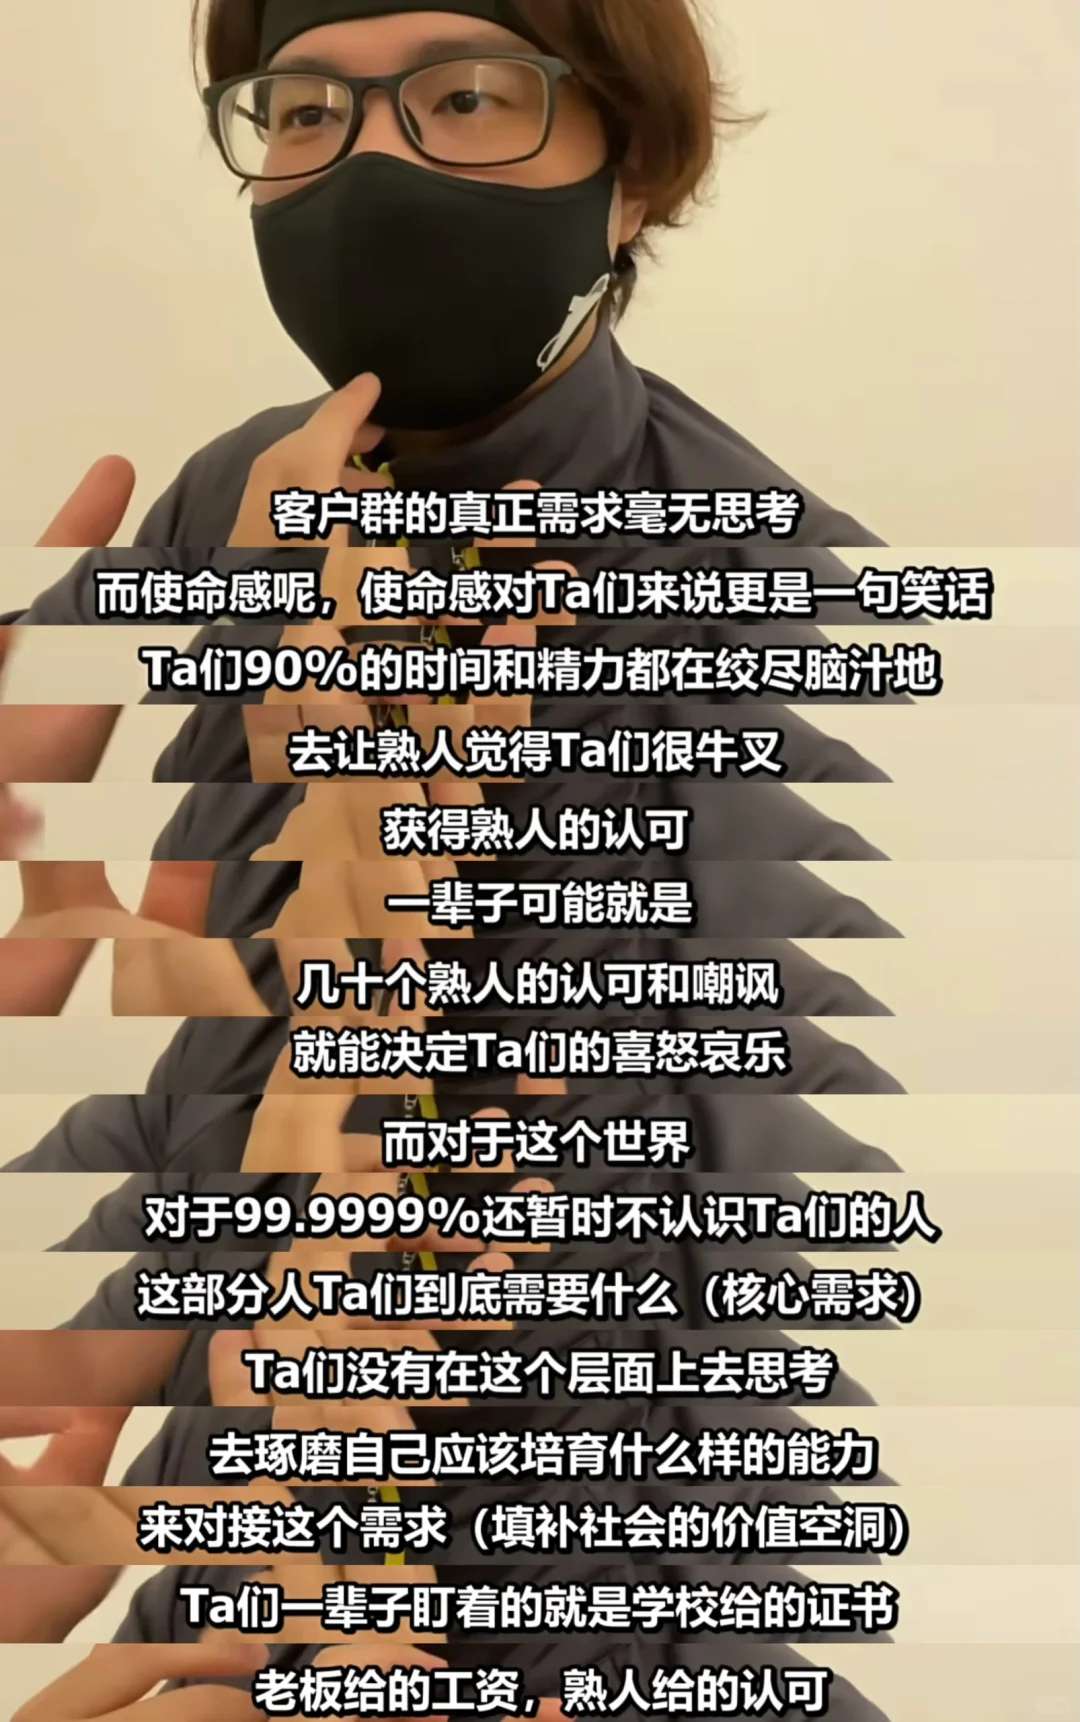 客户群的真正需求毫无思考
而使命感呢，使命感对Ta们来说更是一句笑话
Ta们90%的时间和精力都在绞尽脑汁地
去让熟人觉得Ta们很牛叉
获得熟人的认可
一辈子可能就是
几十个熟人的认可和嘲讽
就能决定Ta们的喜怒哀乐
而对于这个世界
对于99.9999%还暂时不认识Ta们的人
这部分人Ta们到底需要什么（核心需求）
Ta们没有在这个层面上去思考
去琢磨自己应该培育什么样的能力
来对接这个需求（填补社会的价值空洞）
Ta们一辈子盯着的就是学校给的证书
老板给的工资，熟人给的认可